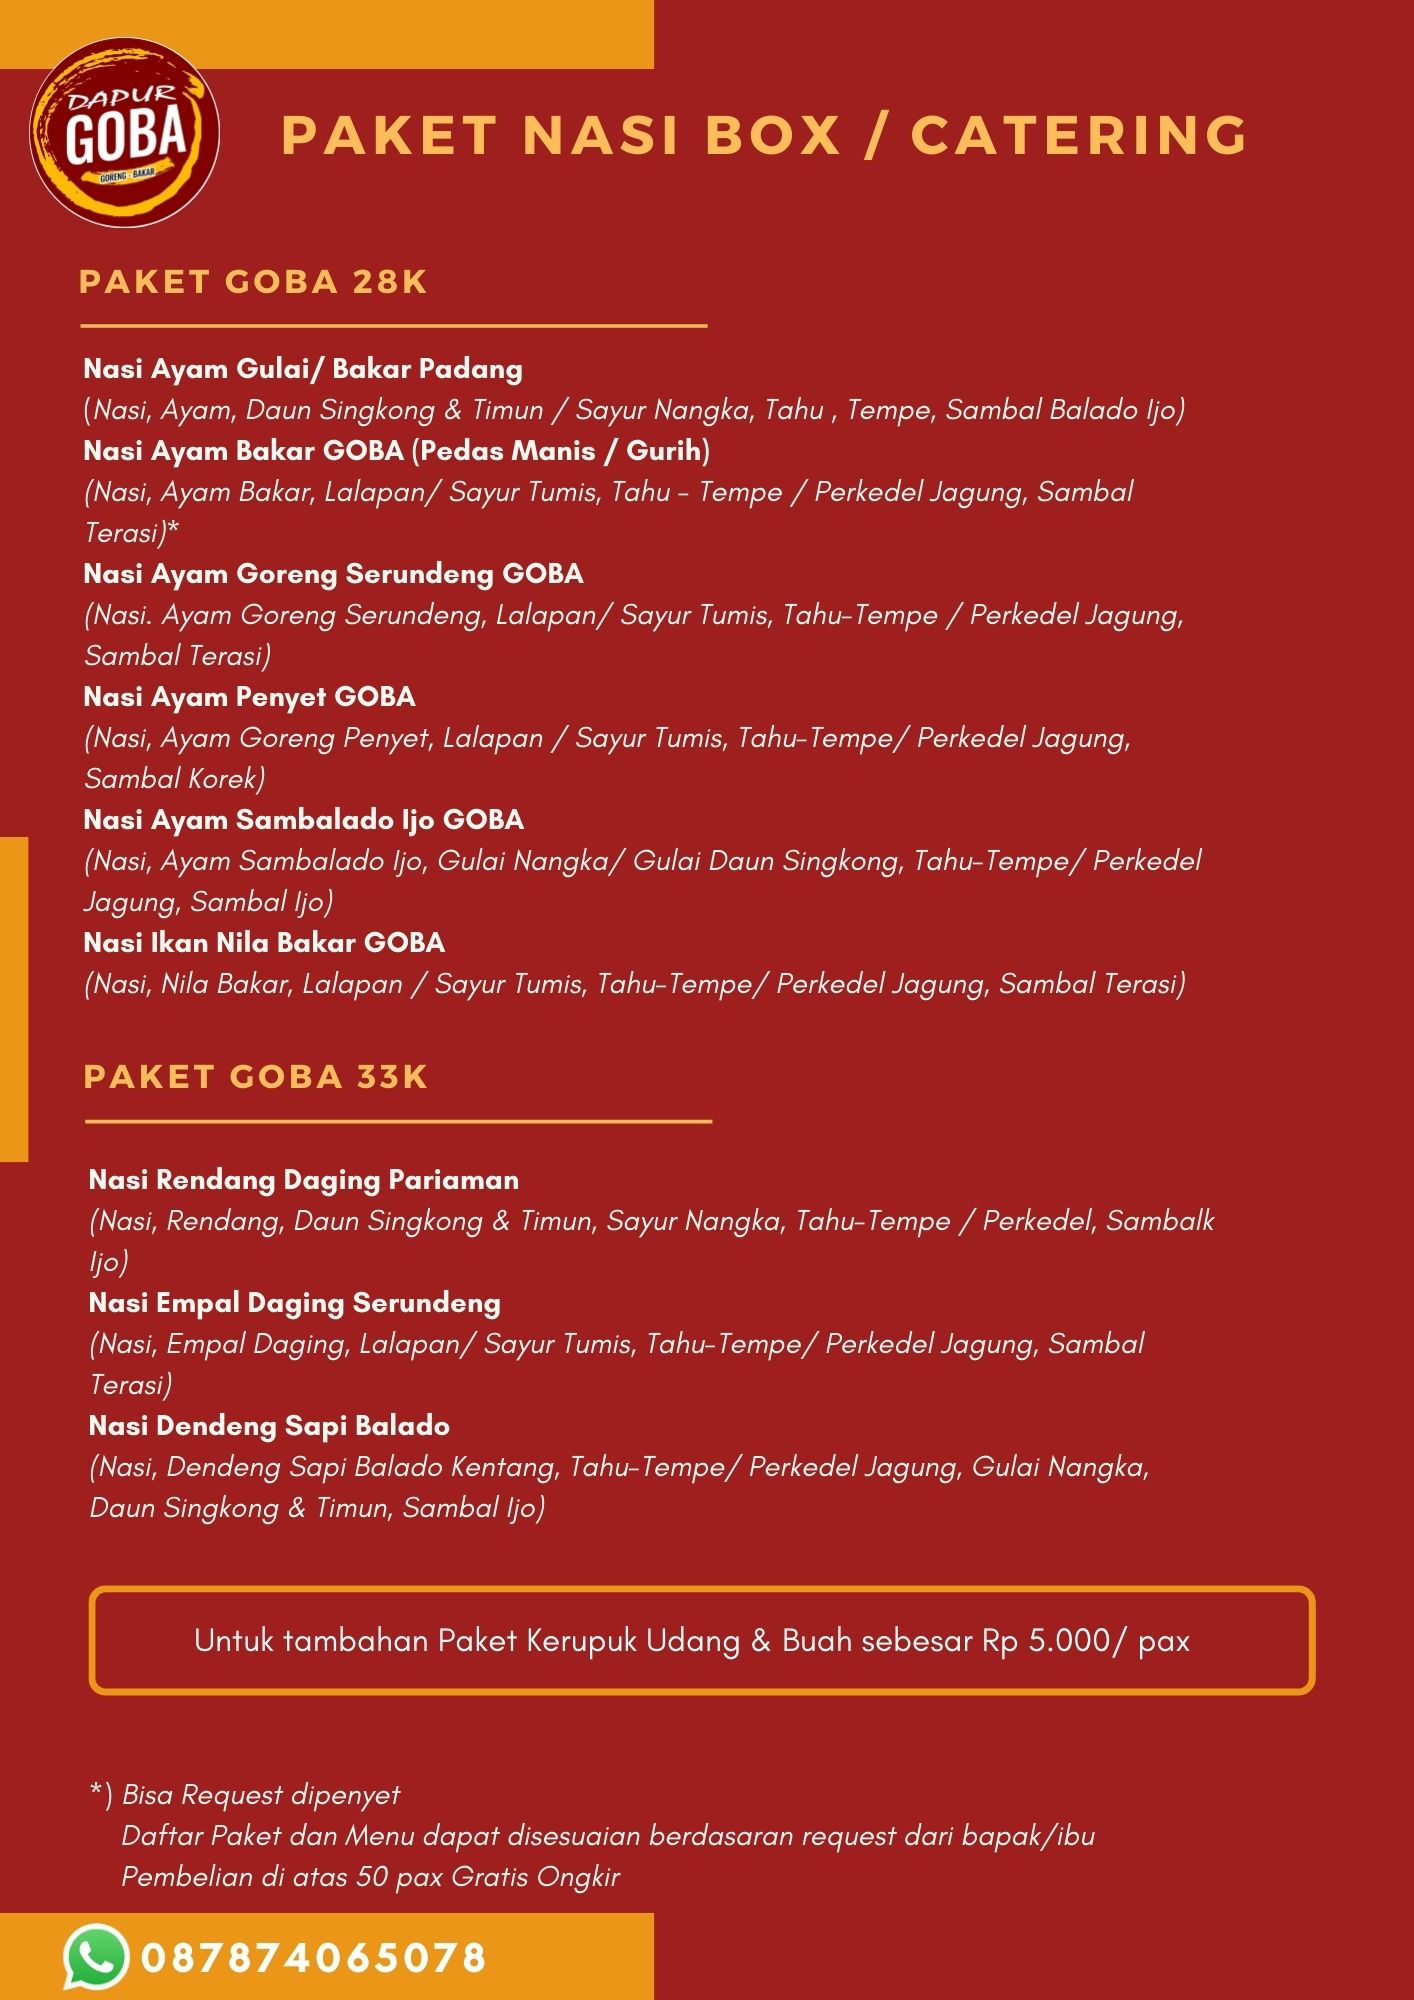 DAPUR
GOBA
GORENG - BAKAR
PAKET NASI BOX / CATERING
PAKET GOBA 28K
Nasi Ayam Gulai/ Bakar Padang
(Nasi, Ayam, Daun Singkong & Timun / Sayur Nangka, Tahu , Tempe, Sambal Balado Ijo)
Nasi Ayam Bakar GOBA (Pedas Manis / Gurih)
(Nasi, Ayam Bakar, Lalapan/ Sayur Tumis, Tahu - Tempe / Perkedel Jagung, Sambal
Terasi)*
Nasi Ayam Goreng Serundeng GOBA
(Nasi. Ayam Goreng Serundeng, Lalapan/ Sayur Tumis, Tahu-Tempe / Perkedel Jagung,
Sambal Terasi)
Nasi Ayam Penyet GOBA
(Nasi, Ayam Goreng Penyet, Lalapan / Sayur Tumis, Tahu-Tempe/ Perkedel Jagung,
Sambal Korek)
Nasi Ayam Sambalado Ijo GOBA
(Nasi, Ayam Sambalado Ijo, Gulai Nangka/ Gulai Daun Singkong, Tahu-Tempe/ Perkedel
Jagung, Sambal Ijo)
Nasi Ikan Nila Bakar GOBA
(Nasi, Nila Bakar, Lalapan / Sayur Tumis, Tahu-Tempe/ Perkedel Jagung, Sambal Terasi)
PAKET GOBA 33K
Nasi Rendang Daging Pariaman
(Nasi, Rendang, Daun Singkong & Timun, Sayur Nangka, Tahu-Tempe / Perkedel, Sambalk
Ijo)
Nasi Empal Daging Serundeng
(Nasi, Empal Daging, Lalapan/ Sayur Tumis, Tahu-Tempe/ Perkedel Jagung, Sambal
Terasi)
Nasi Dendeng Sapi Balado
(Nasi, Dendeng Sapi Balado Kentang, Tahu-Tempe/ Perkedel Jagung, Gulai Nangka,
Daun Singkong & Timun, Sambal Ijo)
Untuk tambahan Paket Kerupuk Udang & Buah sebesar Rp 5.000/ pax
*) Bisa Request dipenyet
Daftar Paket dan Menu dapat disesuaian berdasaran request dari bapak/ibu
Pembelian di atas 50 pax Gratis Ongkir
087874065078